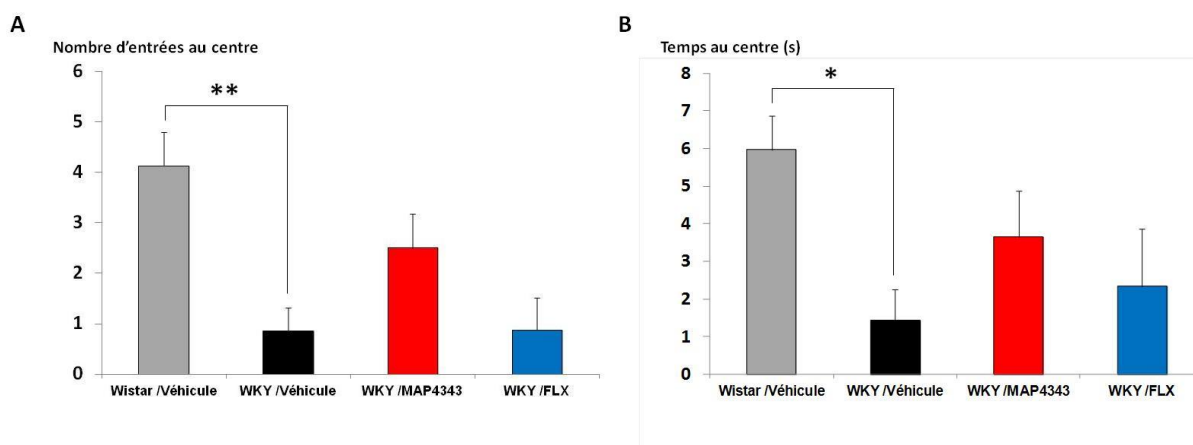 A
Nombre d'entrées au centre
6
5
4
3
2
1
0
**
Wistar /Véhicule
WKY /Véhicule
WKY /MAP4343
WKY /FLX
B
Temps au centre (s)
8
7
6
5
4
3
2
1
0
*
Wistar /Véhicule
WKY /Véhicule
WKY /MAP4343
WKY /FLX